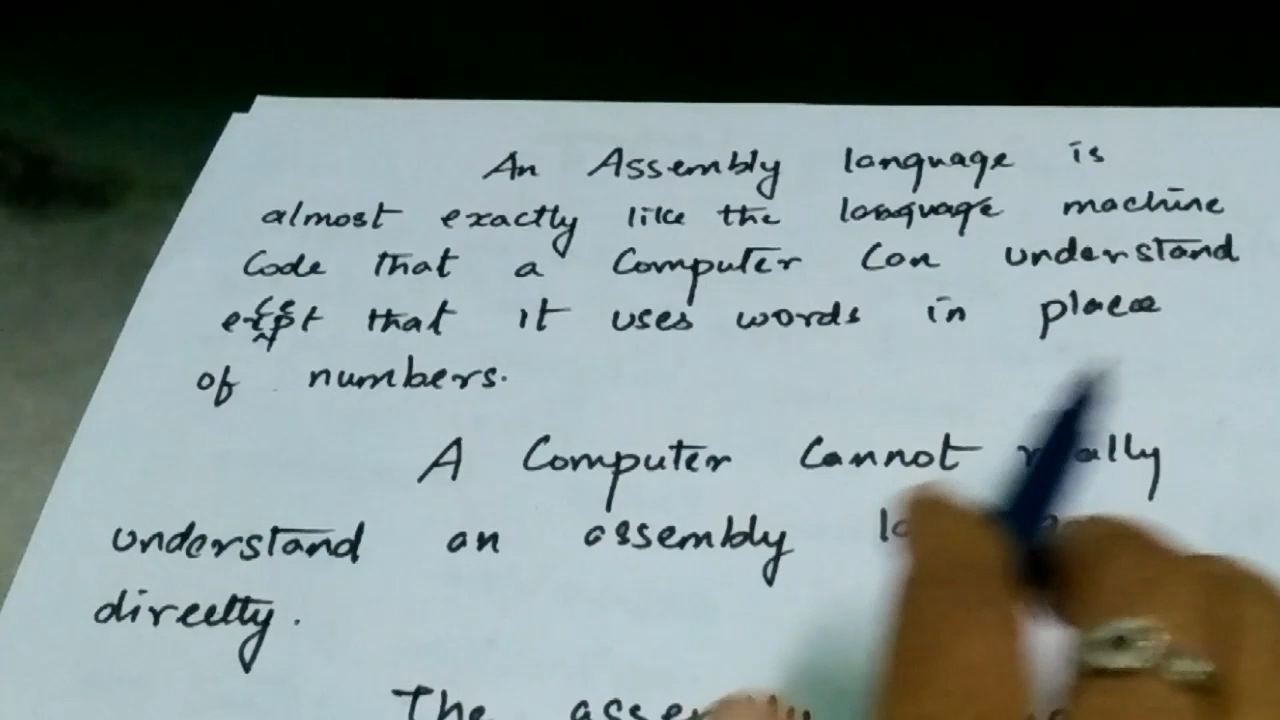 An Assembly language is
almost exactly like the language machine
Code that a Computer Can understand
except that it uses words in place
of numbers.
A Computer Cannot
understand an assembly
directly.
The